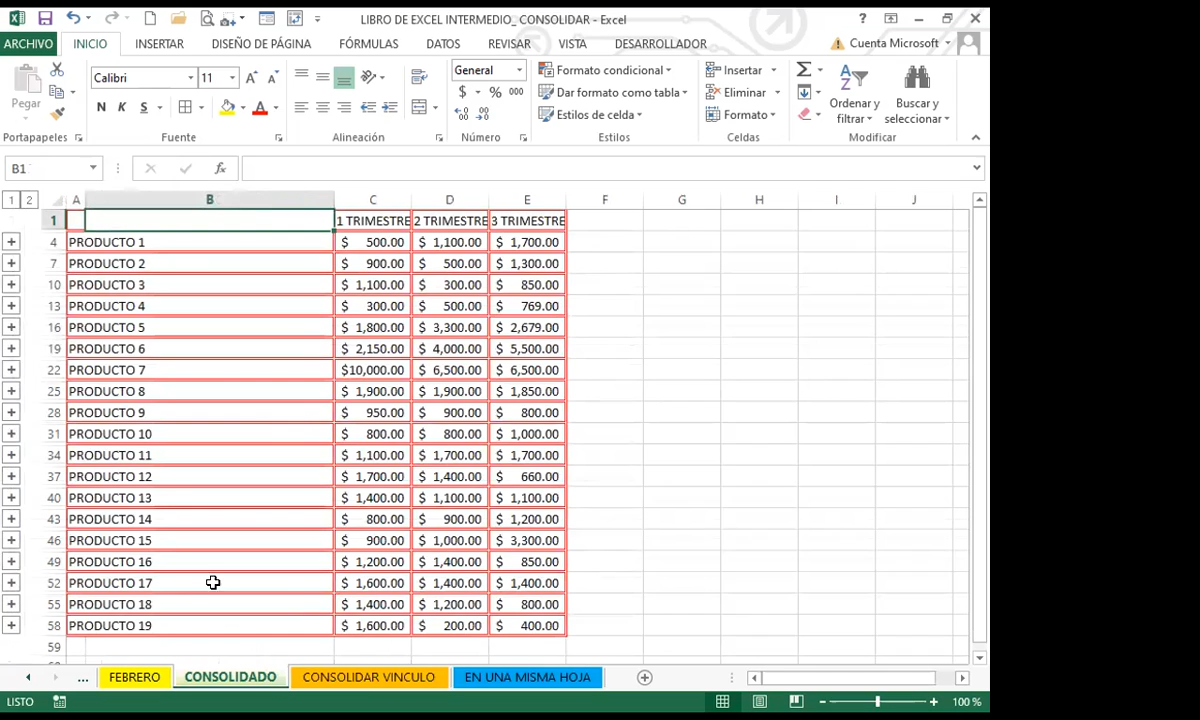 LIBRO DE EXCEL INTERMEDIO_ CONSOLIDAR - Excel
ARCHIVO INICIO INSERTAR DISEÑO DE PÁGINA FÓRMULAS DATOS REVISAR VISTA DESARROLLADOR Cuenta Microsoft
Calibri 11 General Formato condicional Insertar
Pegar N K S $ % 000 Dar formato como tabla Eliminar Ordenar y filtrar Buscar y seleccionar
Estilos de celda Formato
Portapapeles Fuente Alineación Número Estilos Celdas Modificar
B1 fx
1 2 A B C D E F G H I J
1 1 TRIMESTRE 2 TRIMESTRE 3 TRIMESTRE
4 PRODUCTO 1 $ 500.00 $ 1,100.00 $ 1,700.00
7 PRODUCTO 2 $ 900.00 $ 500.00 $ 1,300.00
10 PRODUCTO 3 $ 1,100.00 $ 300.00 $ 850.00
13 PRODUCTO 4 $ 300.00 $ 500.00 $ 769.00
16 PRODUCTO 5 $ 1,800.00 $ 3,300.00 $ 2,679.00
19 PRODUCTO 6 $ 2,150.00 $ 4,000.00 $ 5,500.00
22 PRODUCTO 7 $10,000.00 $ 6,500.00 $ 6,500.00
25 PRODUCTO 8 $ 1,900.00 $ 1,900.00 $ 1,850.00
28 PRODUCTO 9 $ 950.00 $ 900.00 $ 800.00
31 PRODUCTO 10 $ 800.00 $ 800.00 $ 1,000.00
34 PRODUCTO 11 $ 1,100.00 $ 1,700.00 $ 1,700.00
37 PRODUCTO 12 $ 1,700.00 $ 1,400.00 $ 660.00
40 PRODUCTO 13 $ 1,400.00 $ 1,100.00 $ 1,100.00
43 PRODUCTO 14 $ 800.00 $ 900.00 $ 1,200.00
46 PRODUCTO 15 $ 900.00 $ 1,000.00 $ 3,300.00
49 PRODUCTO 16 $ 1,200.00 $ 1,400.00 $ 850.00
52 PRODUCTO 17 $ 1,600.00 $ 1,400.00 $ 1,400.00
55 PRODUCTO 18 $ 1,400.00 $ 1,200.00 $ 800.00
58 PRODUCTO 19 $ 1,600.00 $ 200.00 $ 400.00
59
... FEBRERO CONSOLIDADO CONSOLIDAR VINCULO EN UNA MISMA HOJA
LISTO 100 %